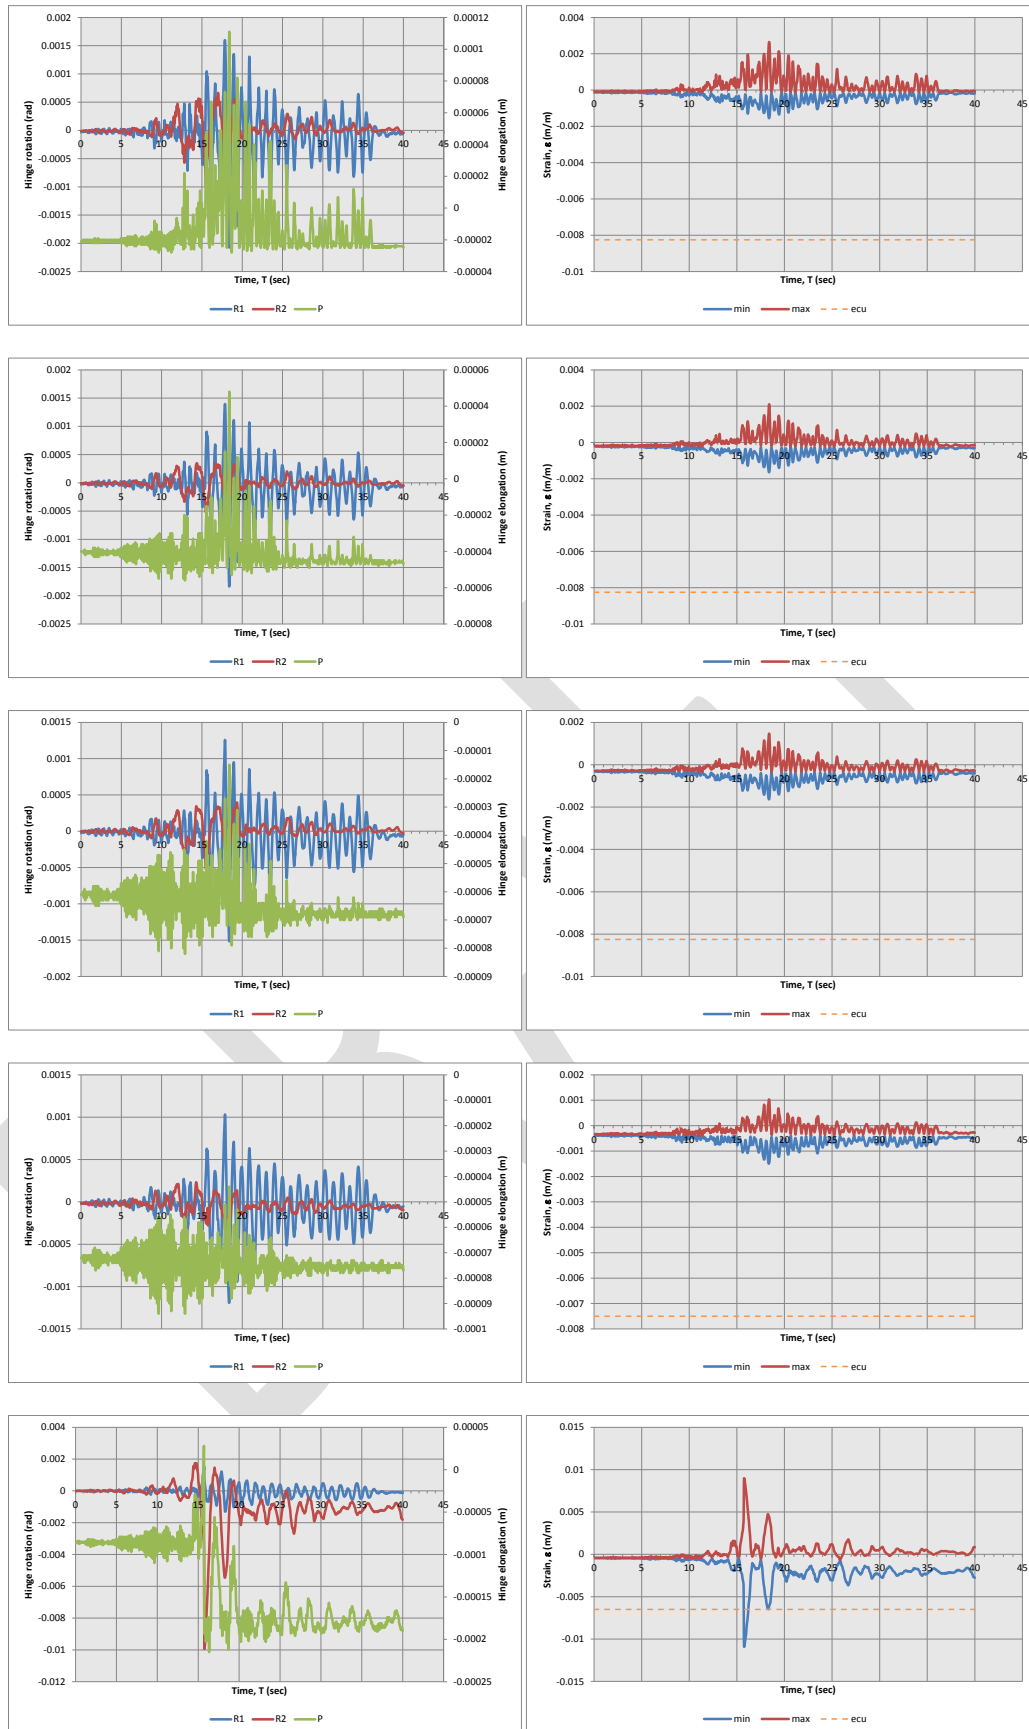 0.002
0.0015
0.001
0.0005
0
-0.0005
-0.001
-0.0015
-0.002
-0.0025
Hinge rotation (rad)
0 5 10 15 20 25 30 35 40 45
0.00012
0.0001
0.00008
0.00006
0.00004
0.00002
0
-0.00002
-0.00004
Hinge elongation (m)
Time, T (sec)
R1 R2 P
0.004
0.002
0
-0.002
-0.004
-0.006
-0.008
-0.01
Strain, ε (m/m)
0 5 10 15 20 25 30 35 40 45
Time, T (sec)
min max ecu
0.002
0.0015
0.001
0.0005
0
-0.0005
-0.001
-0.0015
-0.002
-0.0025
Hinge rotation (rad)
0 5 10 15 20 25 30 35 40 45
0.00006
0.00004
0.00002
0
-0.00002
-0.00004
-0.00006
-0.00008
Hinge elongation (m)
Time, T (sec)
R1 R2 P
0.004
0.002
0
-0.002
-0.004
-0.006
-0.008
-0.01
Strain, ε (m/m)
0 5 10 15 20 25 30 35 40 45
Time, T (sec)
min max ecu
0.0015
0.001
0.0005
0
-0.0005
-0.001
-0.0015
-0.002
Hinge rotation (rad)
0 5 10 15 20 25 30 35 40 45
0
-0.00001
-0.00002
-0.00003
-0.00004
-0.00005
-0.00006
-0.00007
-0.00008
-0.00009
Hinge elongation (m)
Time, T (sec)
R1 R2 P
0.002
0
-0.002
-0.004
-0.006
-0.008
-0.01
Strain, ε (m/m)
0 5 10 15 20 25 30 35 40 45
Time, T (sec)
min max ecu
0.0015
0.001
0.0005
0
-0.0005
-0.001
-0.0015
Hinge rotation (rad)
0 5 10 15 20 25 30 35 40 45
0
-0.00001
-0.00002
-0.00003
-0.00004
-0.00005
-0.00006
-0.00007
-0.00008
-0.00009
-0.0001
Hinge elongation (m)
Time, T (sec)
R1 R2 P
0.002
0.001
0
-0.001
-0.002
-0.003
-0.004
-0.005
-0.006
-0.007
-0.008
Strain, ε (m/m)
0 5 10 15 20 25 30 35 40 45
Time, T (sec)
min max ecu
0.004
0.002
0
-0.002
-0.004
-0.006
-0.008
-0.01
-0.012
Hinge rotation (rad)
0 5 10 15 20 25 30 35 40 45
0.00005
0
-0.00005
-0.0001
-0.00015
-0.0002
-0.00025
Hinge elongation (m)
Time, T (sec)
R1 R2 P
0.015
0.01
0.005
0
-0.005
-0.01
-0.015
Strain, ε (m/m)
0 5 10 15 20 25 30 35 40 45
Time, T (sec)
min max ecu